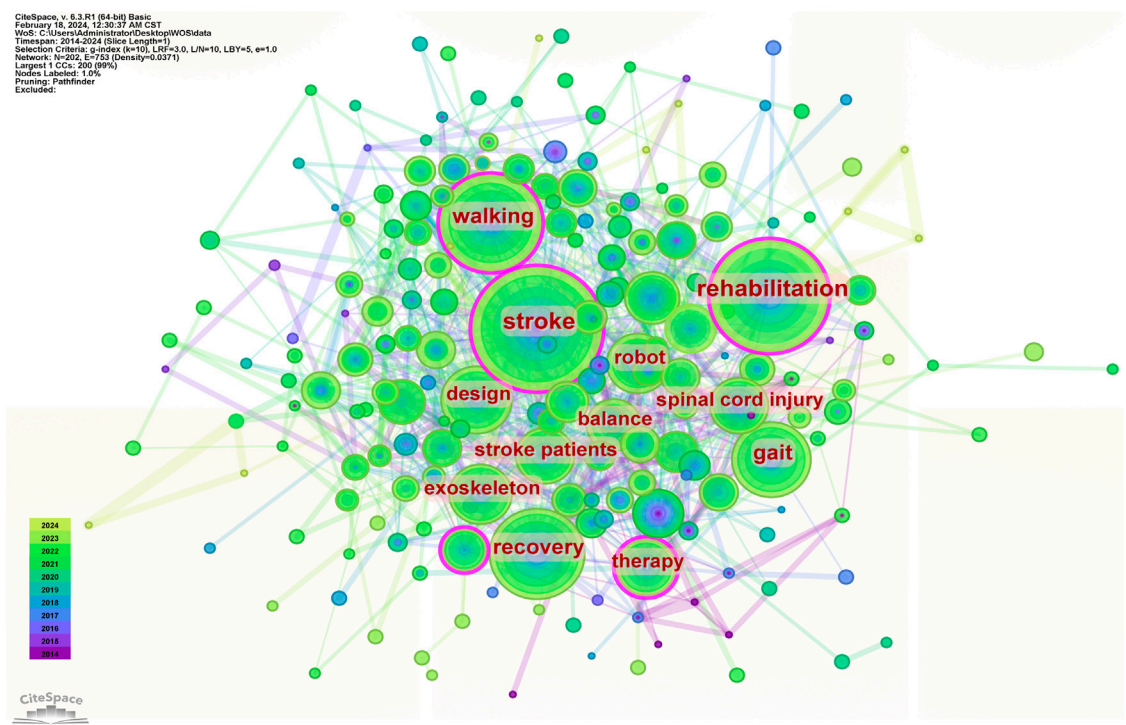 CiteSpace, v. 6.3.R1 (64-bit) Basic
February 18, 2024, 12:30:37 AM CST
WoS: C:\Users\Administrator\Desktop\WOS\data
Timespan: 2014-2024 (Slice Length=1)
Selection Criteria: g-index (k=10), LRF=3.0, L/N=10, LBY=5, e=1.0
Network: N=202, E=753 (Density=0.0371)
Largest 1 CCs: 200 (99%)
Nodes Labeled: 1.0%
Pruning: Pathfinder
Excluded:
walking
rehabilitation
stroke
robot
design
spinal cord injury
balance
stroke patients
gait
exoskeleton
recovery
therapy
2024
2023
2022
2021
2020
2019
2018
2017
2016
2015
2014
CiteSpace